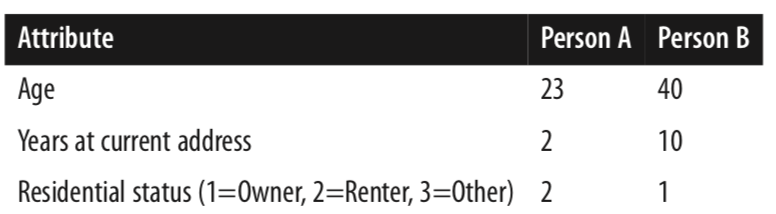 Attribute Person A Person B
Age 23 40
Years at current address 2 10
Residential status (1=Owner, 2=Renter, 3=Other) 2 1